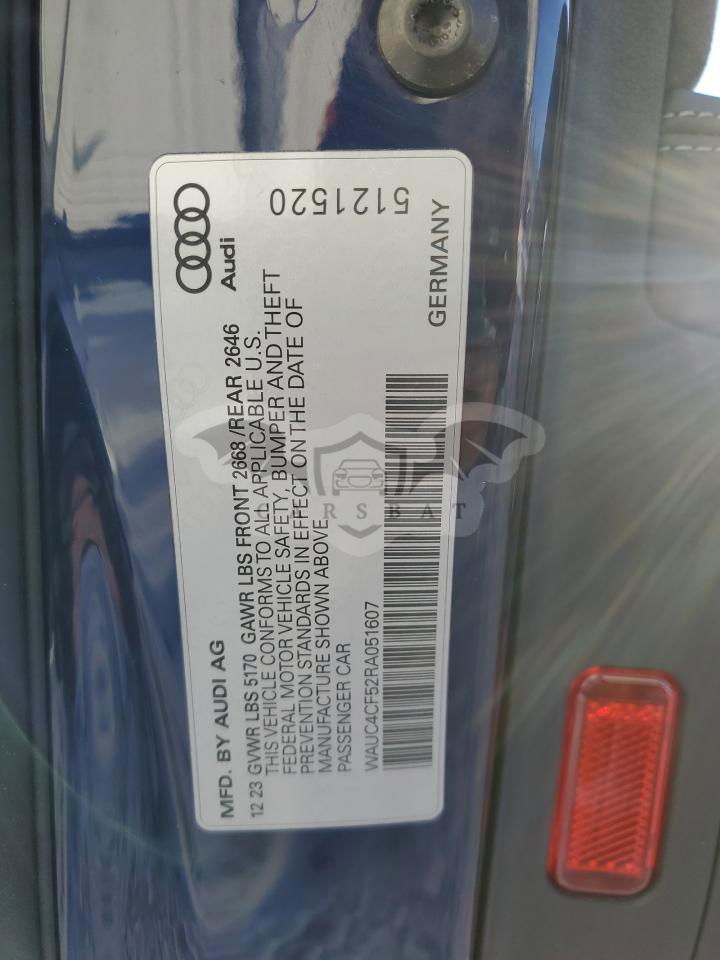 MFD. BY AUDI AG
Audi
12 23 GVWR LBS 5170 GAWR LBS FRONT 2668 /REAR 2646
THIS VEHICLE CONFORMS TO ALL APPLICABLE U.S.
FEDERAL MOTOR VEHICLE SAFETY, BUMPER AND THEFT
PREVENTION STANDARDS IN EFFECT ON THE DATE OF
MANUFACTURE SHOWN ABOVE.
PASSENGER CAR
WAUC4CF52RA051607
GERMANY
5121520
CARSBAT